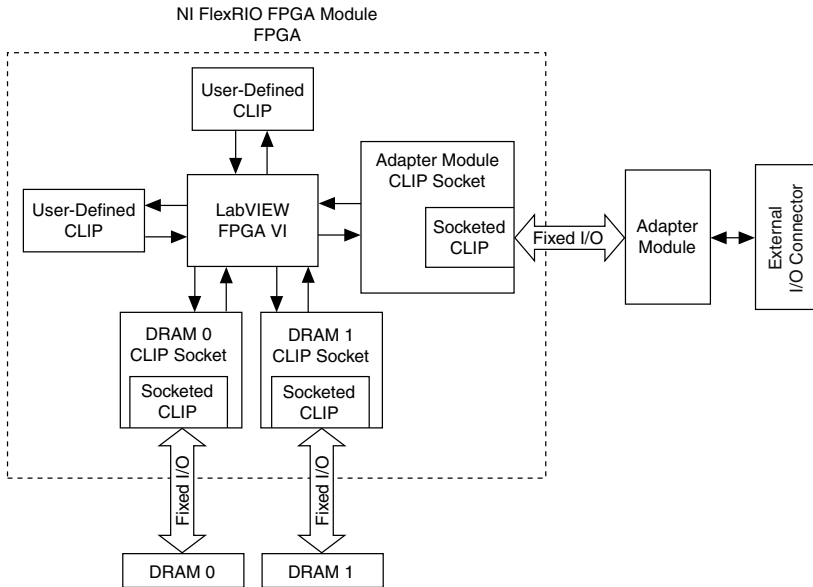 NI FlexRIO FPGA Module
FPGA
User-Defined
CLIP
Adapter Module
CLIP Socket
User-Defined
CLIP
LabVIEW
FPGA VI
Socketed
CLIP
Fixed I/O
Adapter
Module
External
I/O Connector
DRAM 0
CLIP Socket
DRAM 1
CLIP Socket
Socketed
CLIP
Socketed
CLIP
Fixed I/O
Fixed I/O
DRAM 0
DRAM 1